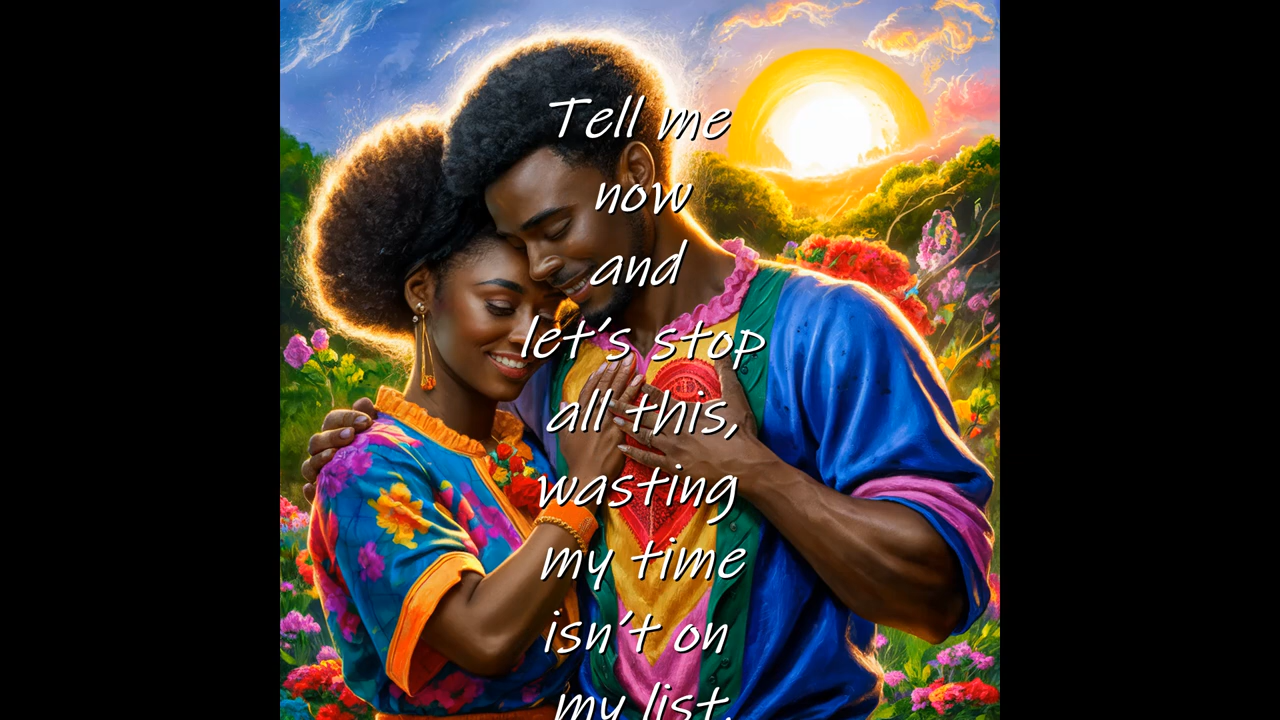 Tell me
now
and
let's stop
all this,
wasting
my time
isn't on
my list.